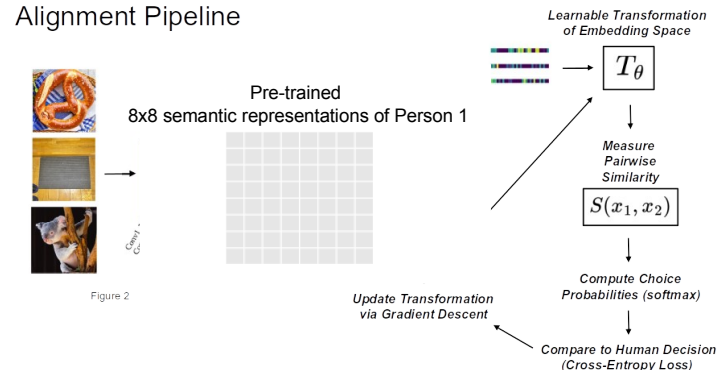 Alignment Pipeline
Learnable Transformation
of Embedding Space
T_θ
Pre-trained
8x8 semantic representations of Person 1
Measure
Pairwise
Similarity
S(x₁, x₂)
Conv1
Figure 2
Compute Choice
Probabilities (softmax)
Update Transformation
via Gradient Descent
Compare to Human Decision
(Cross-Entropy Loss)